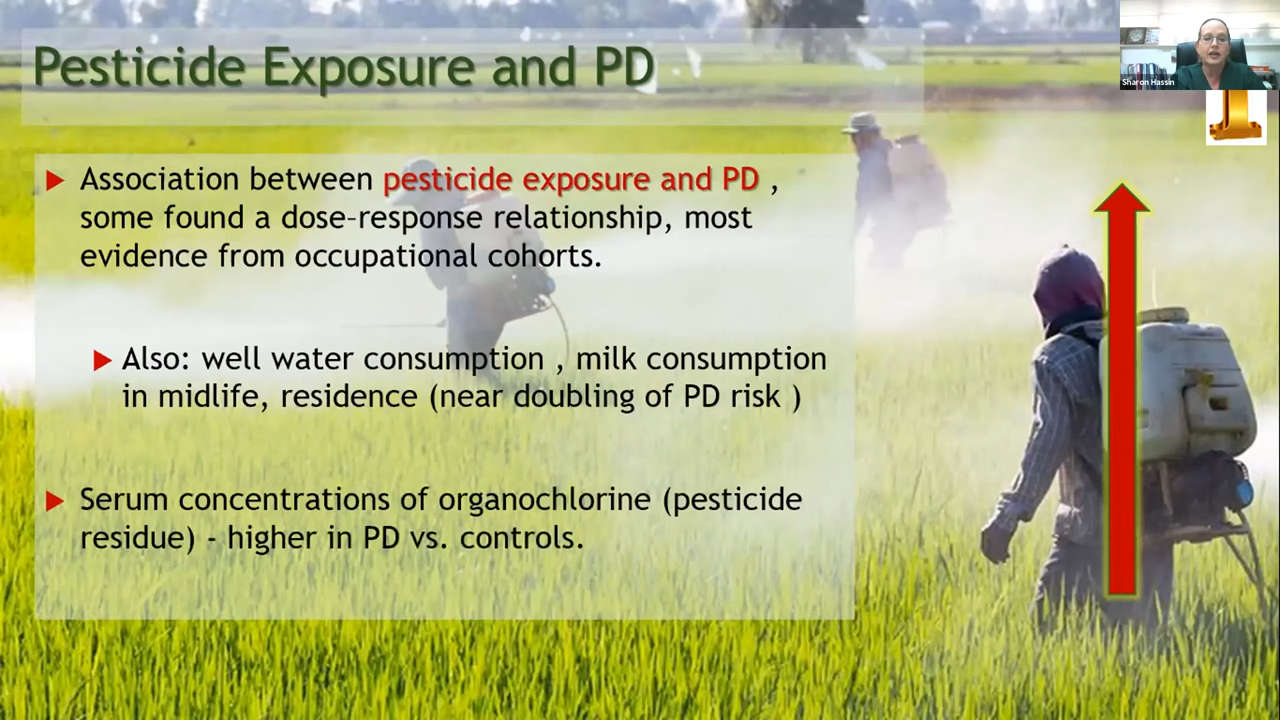 Pesticide Exposure and PD
Sharon Hassin
Association between pesticide exposure and PD ,
some found a dose-response relationship, most
evidence from occupational cohorts.
Also: well water consumption , milk consumption
in midlife, residence (near doubling of PD risk )
Serum concentrations of organochlorine (pesticide
residue) - higher in PD vs. controls.